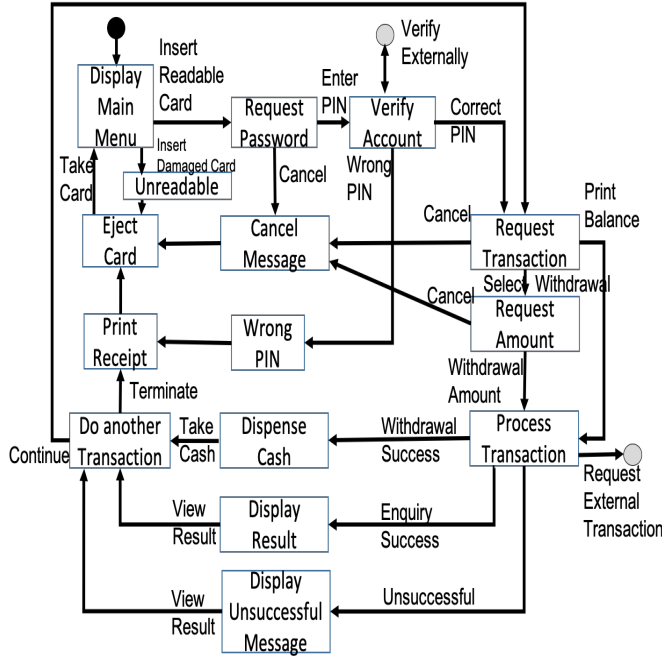 Verify
Externally
Insert
Readable
Card
Display
Main
Menu
Enter
PIN
Request
Password
Verify
Account
Correct
PIN
Insert
Damaged Card
Take
Card
Unreadable
Cancel
Wrong
PIN
Print
Balance
Eject
Card
Cancel
Message
Cancel
Request
Transaction
Select Withdrawal
Cancel
Request
Amount
Print
Receipt
Wrong
PIN
Withdrawal
Amount
Terminate
Do another
Transaction
Continue
Take
Cash
Dispense
Cash
Withdrawal
Success
Process
Transaction
Request
External
Transaction
View
Result
Display
Result
Enquiry
Success
View
Result
Display
Unsuccessful
Message
Unsuccessful